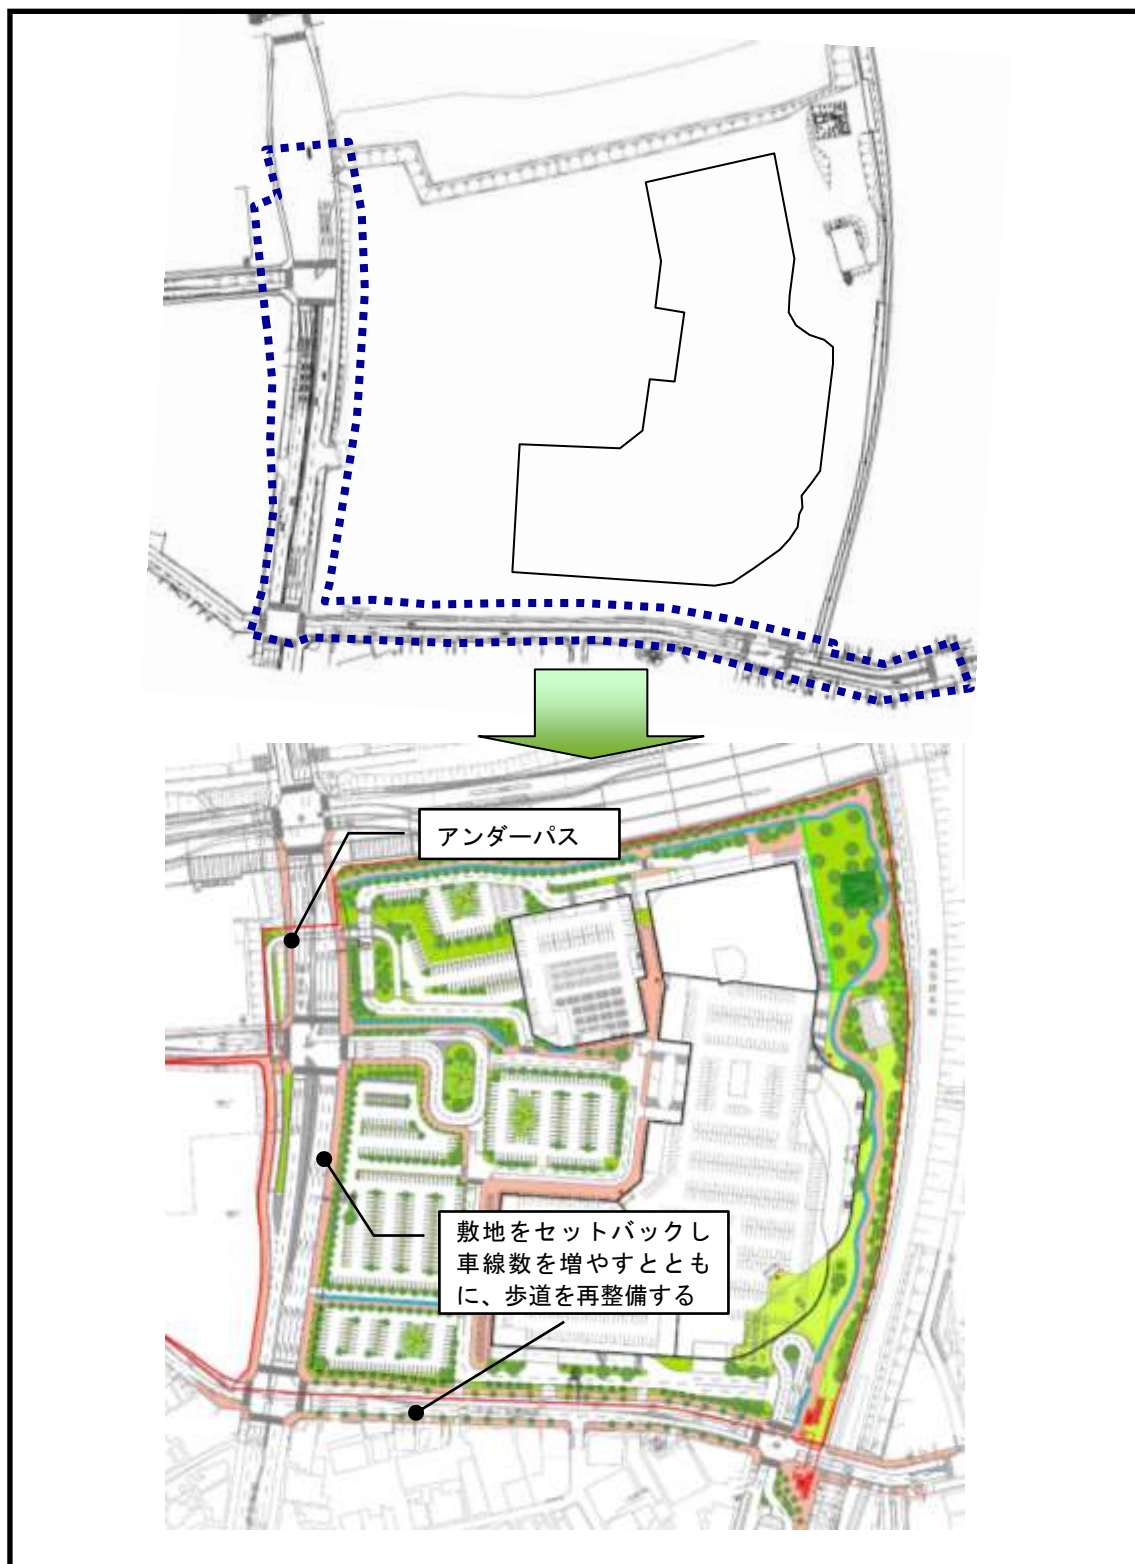 アンダーパス
敷地をセットバックし
車線数を増やすととも
に、歩道を再整備する